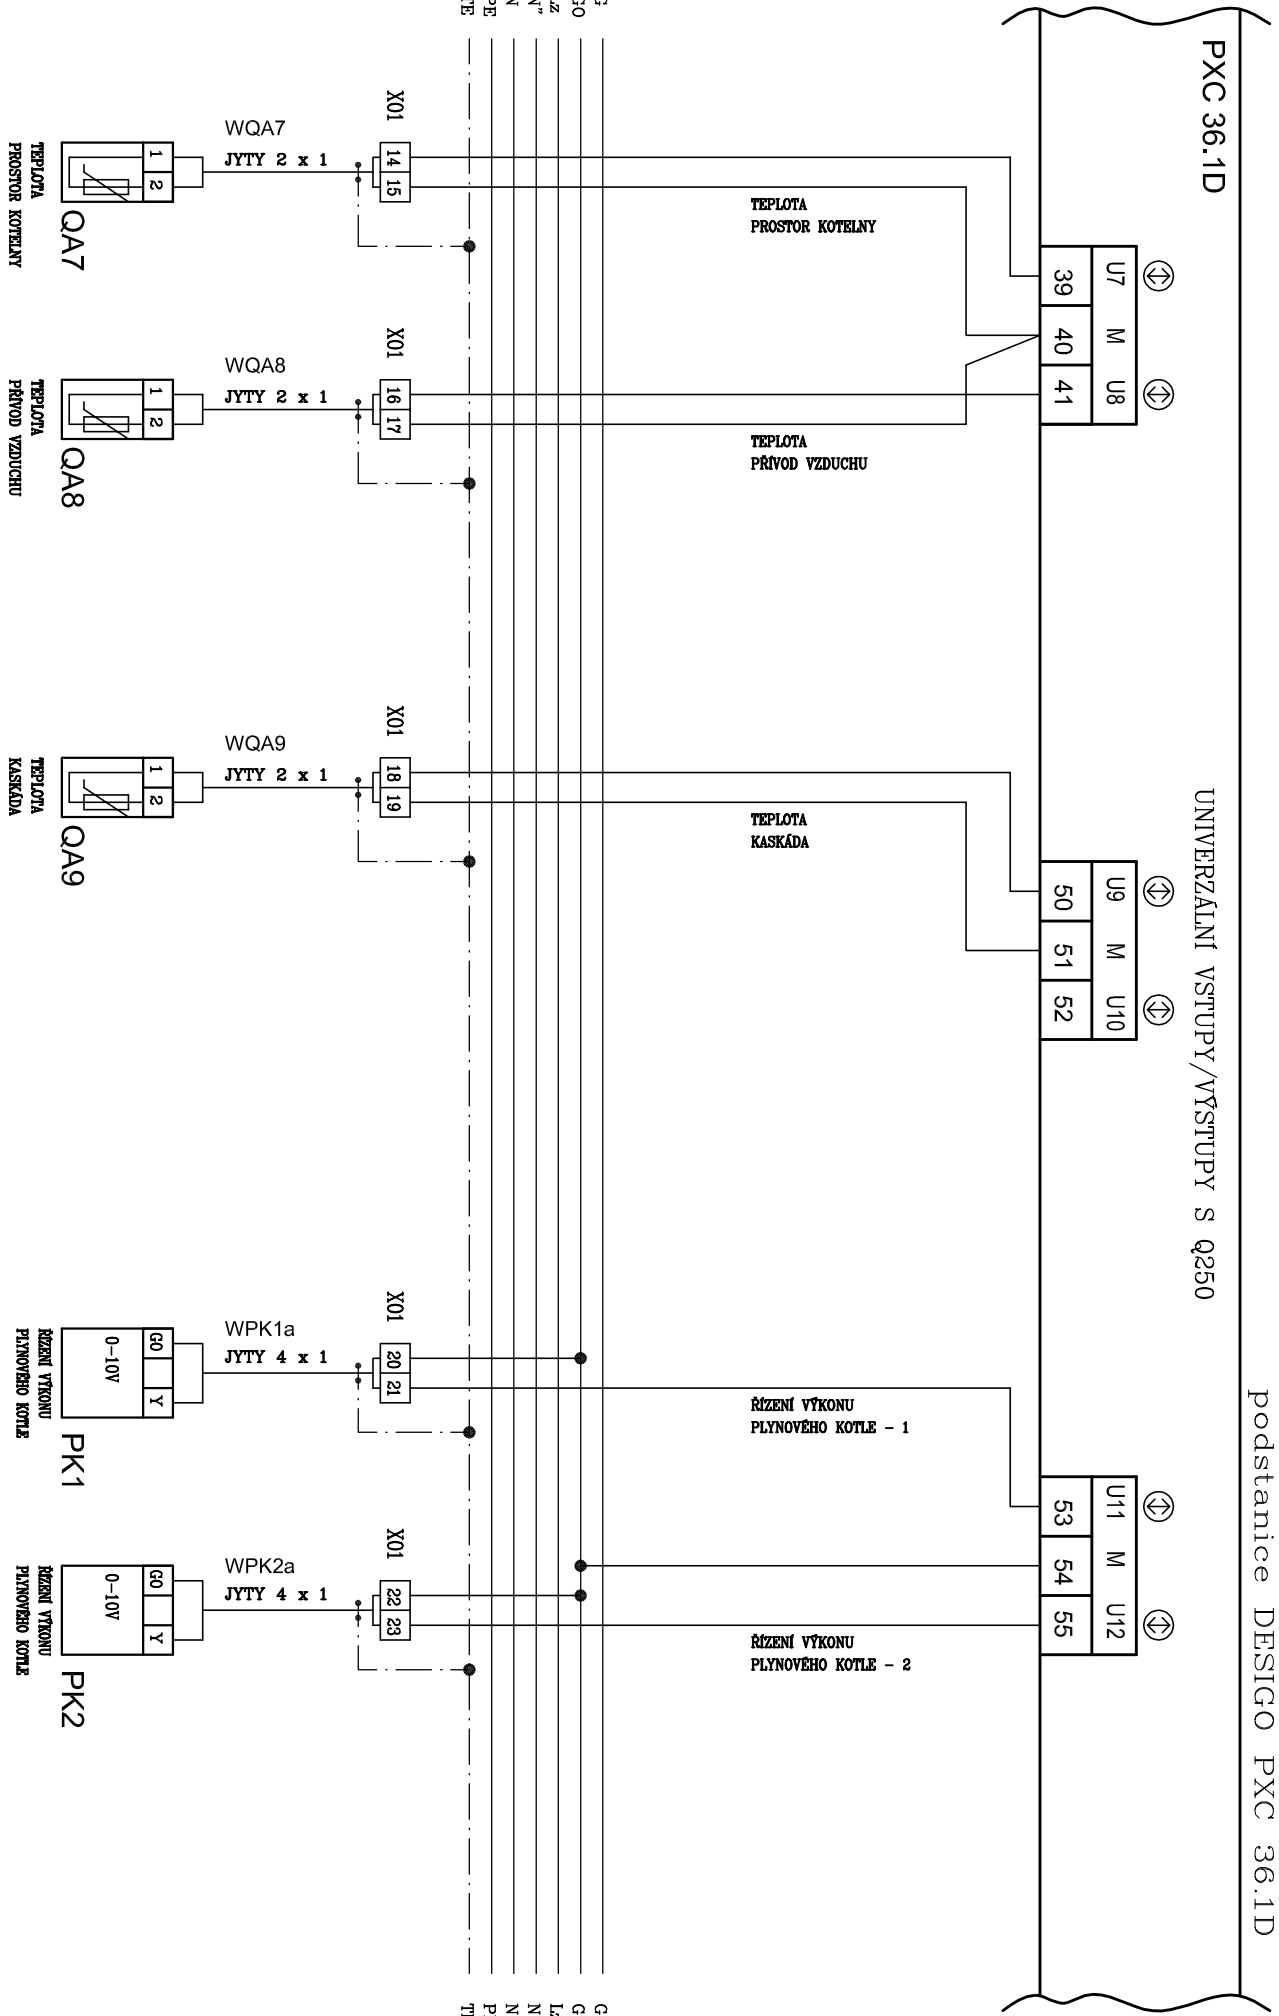 podstanice DESIGO PXC 36.1D
PXC 36.1D
UNIVERZÁLNÍ VSTUPY/VÝSTUPY S Q250
U7 M U8
39 40 41
U9 M U10
50 51 52
U11 M U12
53 54 55
TEPLOTA
PROSTOR KOTELNY
TEPLOTA
PŘÍVOD VZDUCHU
TEPLOTA
KASKÁDA
ŘÍZENÍ VÝKONU
PLYNOVÉHO KOTLE - 1
ŘÍZENÍ VÝKONU
PLYNOVÉHO KOTLE - 2
G
GO
Lz
N"
N
PE
TE
X01
14 15
X01
16 17
X01
18 19
X01
20 21
X01
22 23
WQA7
JYTY 2 x 1
WQA8
JYTY 2 x 1
WQA9
JYTY 2 x 1
WPK1a
JYTY 4 x 1
WPK2a
JYTY 4 x 1
1 2
QA7
TEPLOTA
PROSTOR KOTELNY
1 2
QA8
TEPLOTA
PŘÍVOD VZDUCHU
1 2
QA9
TEPLOTA
KASKÁDA
G0 Y
0-10V
PK1
ŘÍZENÍ VÝKONU
PLYNOVÉHO KOTLE
G0 Y
0-10V
PK2
ŘÍZENÍ VÝKONU
PLYNOVÉHO KOTLE